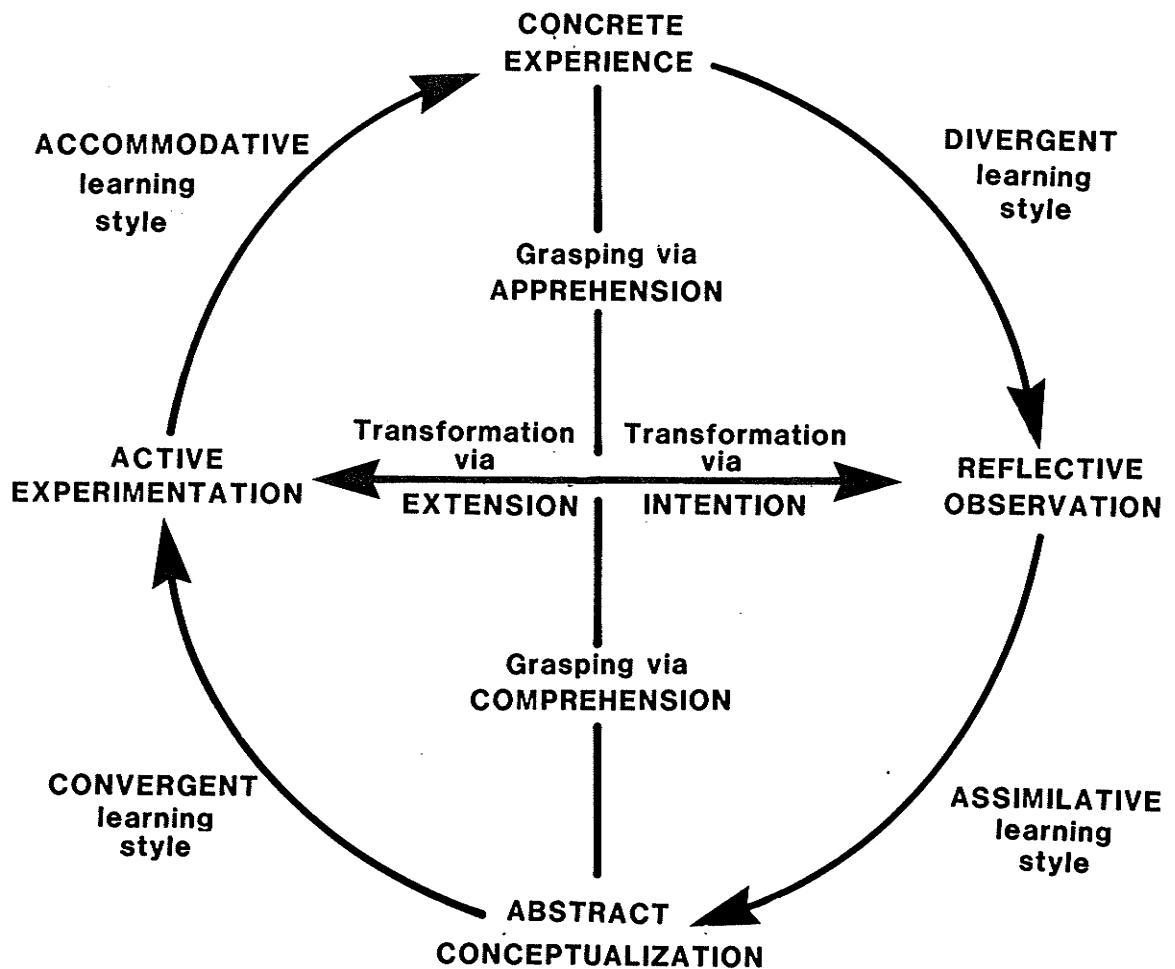 CONCRETE
EXPERIENCE
ACCOMMODATIVE
learning
style
DIVERGENT
learning
style
Grasping via
APPREHENSION
Transformation
via
EXTENSION
Transformation
via
INTENTION
ACTIVE
EXPERIMENTATION
REFLECTIVE
OBSERVATION
Grasping via
COMPREHENSION
CONVERGENT
learning
style
ASSIMILATIVE
learning
style
ABSTRACT
CONCEPTUALIZATION